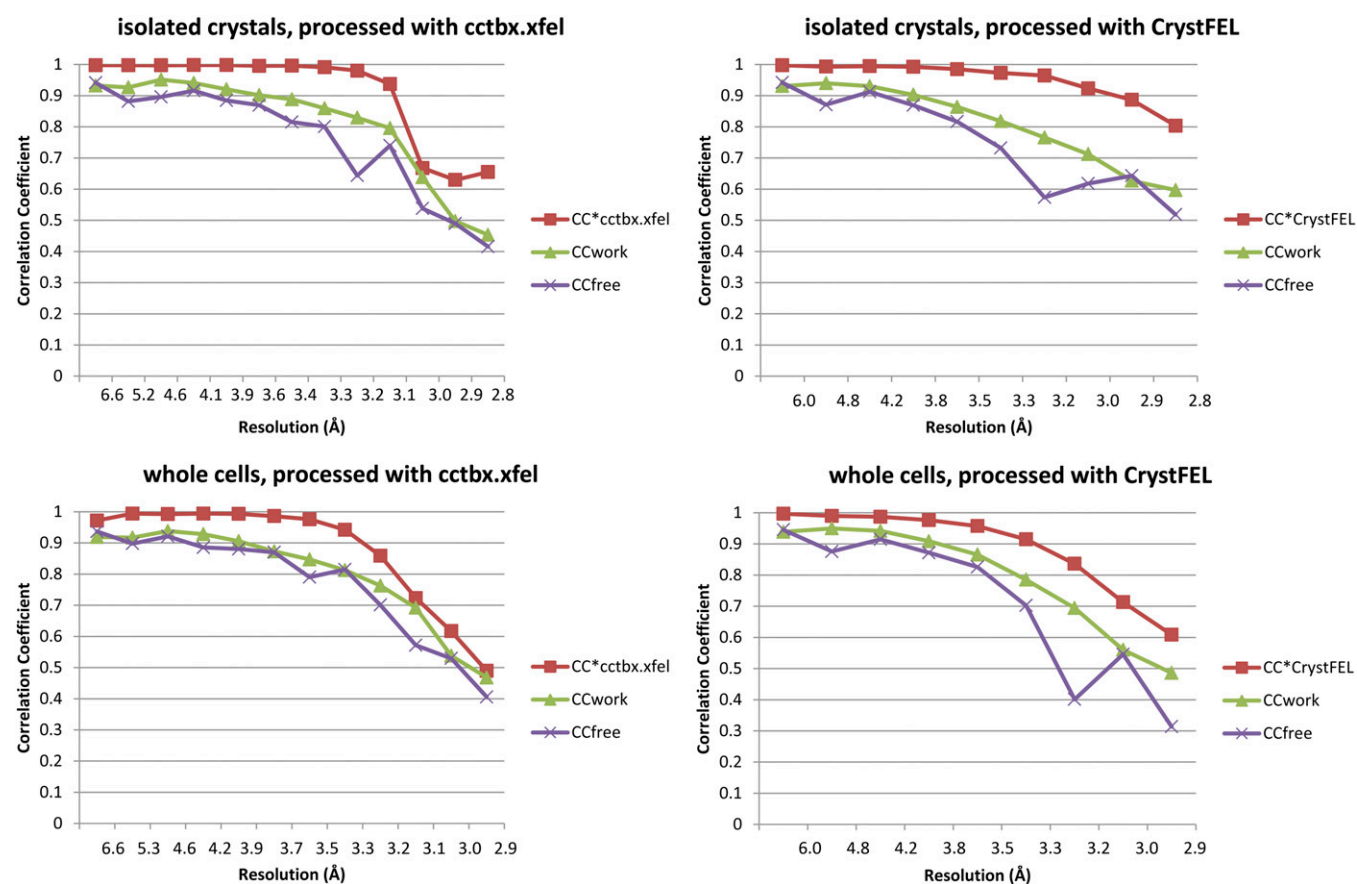 isolated crystals, processed with cctbx.xfel
1
0.9
0.8
0.7
0.6
0.5
0.4
0.3
0.2
0.1
0
Correlation Coefficient
6.6 5.2 4.6 4.1 3.9 3.6 3.5 3.3 3.2 3.1 3.0 2.9 2.8
Resolution (Å)
CC*cctbx.xfel
CCwork
CCfree
isolated crystals, processed with CrystFEL
1
0.9
0.8
0.7
0.6
0.5
0.4
0.3
0.2
0.1
0
Correlation Coefficient
6.0 4.8 4.4 3.8 3.5 3.3 3.2 3.0 2.9 2.8
Resolution (Å)
CC*CrystFEL
CCwork
CCfree
whole cells, processed with cctbx.xfel
1
0.9
0.8
0.7
0.6
0.5
0.4
0.3
0.2
0.1
0
Correlation Coefficient
6.6 5.3 4.6 4.2 3.9 3.7 3.5 3.4 3.2 3.1 3.0 2.9
Resolution (Å)
CC*cctbx.xfel
CCwork
CCfree
whole cells, processed with CrystFEL
1
0.9
0.8
0.7
0.6
0.5
0.4
0.3
0.2
0.1
0
Correlation Coefficient
6.0 4.8 4.2 3.8 3.5 3.3 3.2 3.1 2.9
Resolution (Å)
CC*CrystFEL
CCwork
CCfree